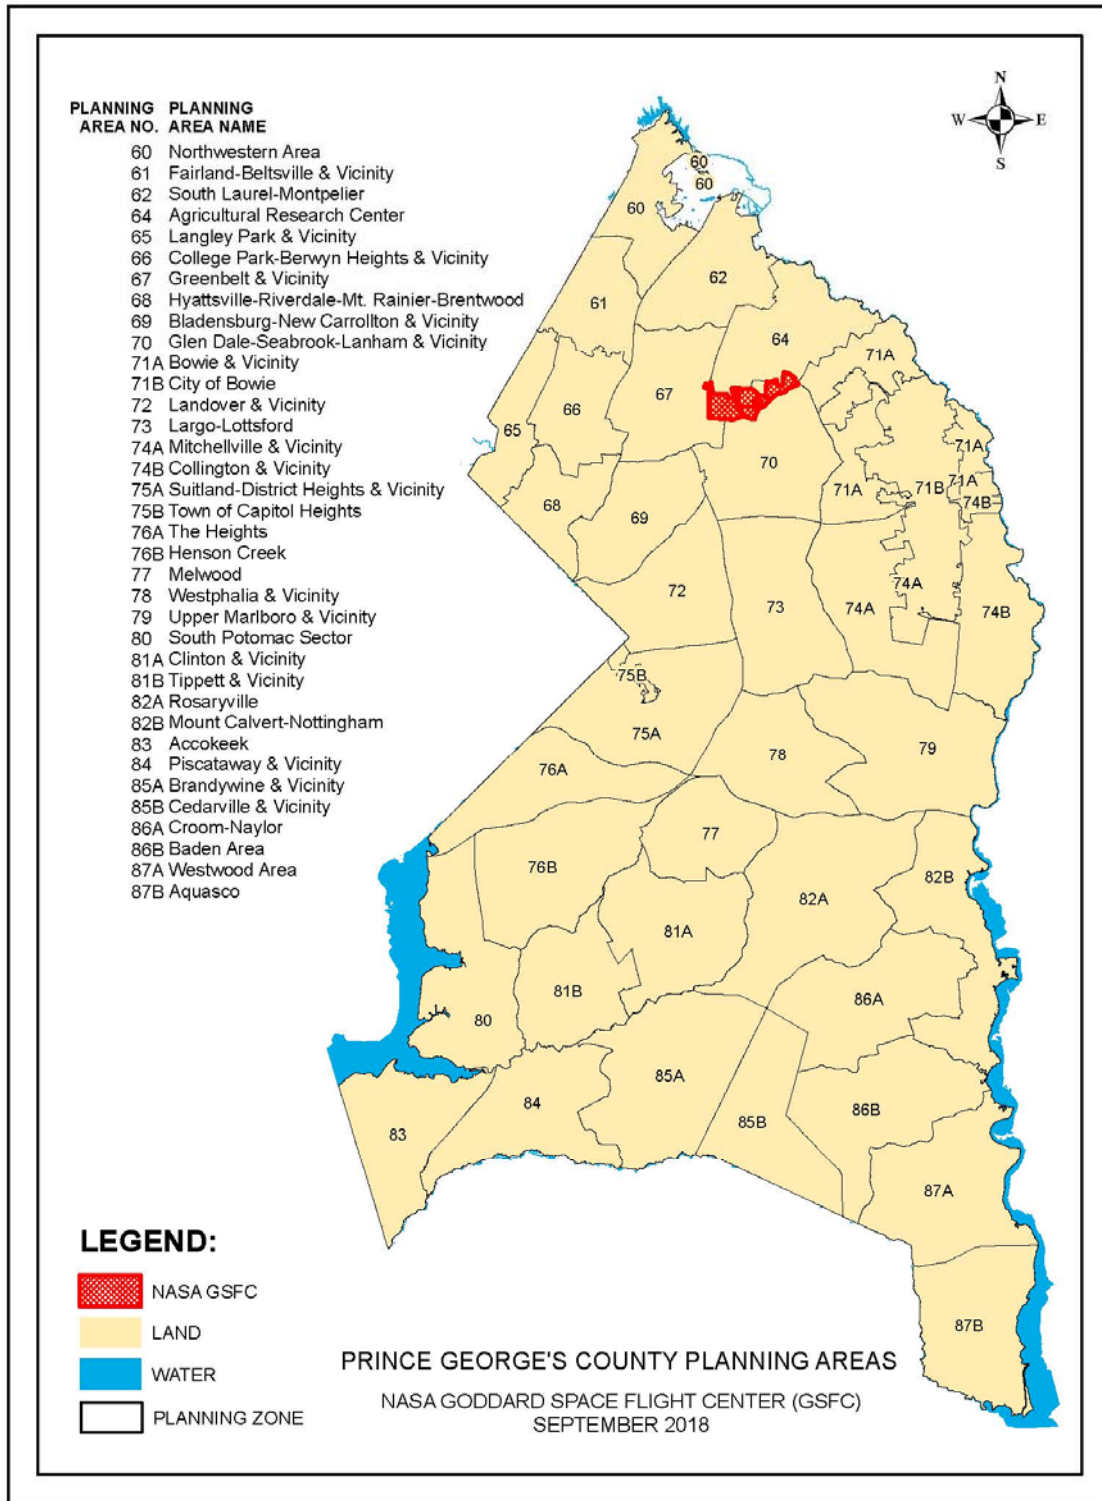 PLANNING PLANNING
AREA NO. AREA NAME
60 Northwestern Area
61 Fairland-Beltsville & Vicinity
62 South Laurel-Montpelier
64 Agricultural Research Center
65 Langley Park & Vicinity
66 College Park-Berwyn Heights & Vicinity
67 Greenbelt & Vicinity
68 Hyattsville-Riverdale-Mt. Rainier-Brentwood
69 Bladensburg-New Carrollton & Vicinity
70 Glen Dale-Seabrook-Lanham & Vicinity
71A Bowie & Vicinity
71B City of Bowie
72 Landover & Vicinity
73 Largo-Lottsford
74A Mitchellville & Vicinity
74B Collington & Vicinity
75A Suitland-District Heights & Vicinity
75B Town of Capitol Heights
76A The Heights
76B Henson Creek
77 Melwood
78 Westphalia & Vicinity
79 Upper Marlboro & Vicinity
80 South Potomac Sector
81A Clinton & Vicinity
81B Tippett & Vicinity
82A Rosaryville
82B Mount Calvert-Nottingham
83 Accokeek
84 Piscataway & Vicinity
85A Brandywine & Vicinity
85B Cedarville & Vicinity
86A Croom-Naylor
86B Baden Area
87A Westwood Area
87B Aquasco
N
W E
S
60
60
60
62
61
64
71A
67
66
65
71A
70
71A
71B
71A
74B
68
69
72
73
74A
74A
74B
75B
75A
76A
78
79
77
76B
82A
82B
81A
81B
86A
80
85A
84
86B
85B
83
87A
87B
LEGEND:
NASA GSFC
LAND
WATER
PLANNING ZONE
PRINCE GEORGE'S COUNTY PLANNING AREAS
NASA GODDARD SPACE FLIGHT CENTER (GSFC)
SEPTEMBER 2018